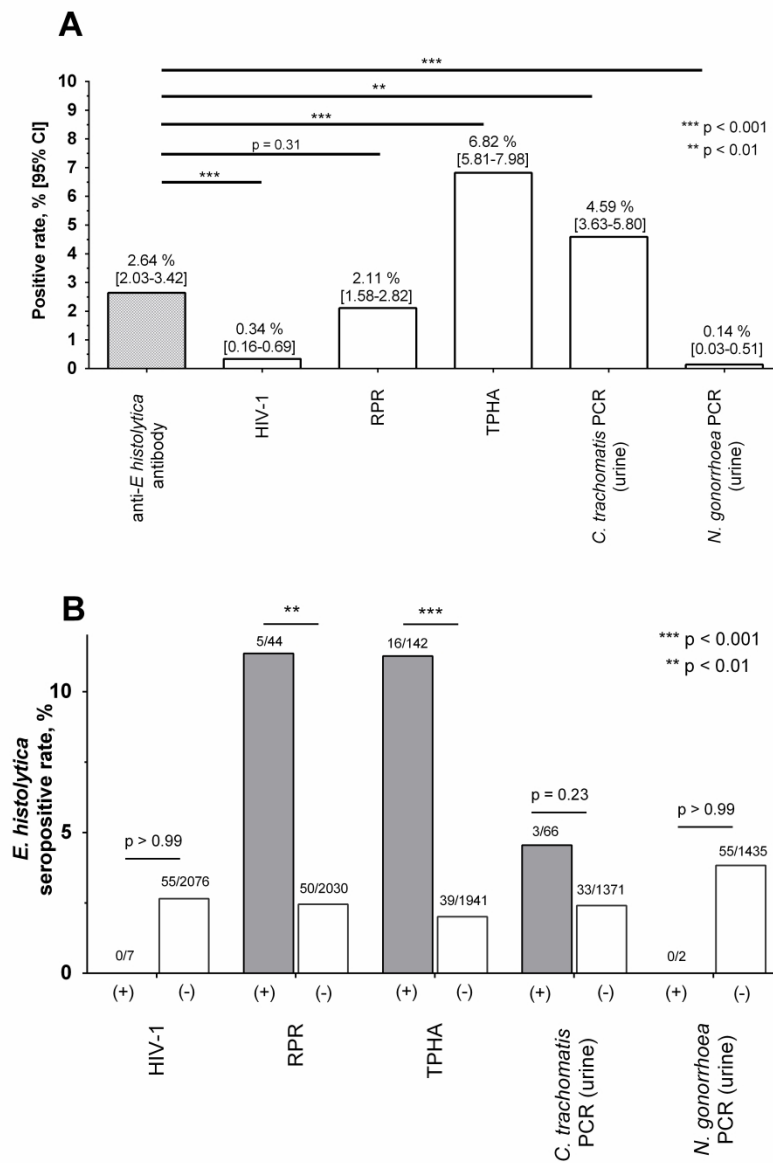 A
Positive rate, % [95% CI]
10
9
8
7
6
5
4
3
2
1
0
***
**
***
p = 0.31
***
*** p < 0.001
** p < 0.01
2.64 %
[2.03-3.42]
0.34 %
[0.16-0.69]
2.11 %
[1.58-2.82]
6.82 %
[5.81-7.98]
4.59 %
[3.63-5.80]
0.14 %
[0.03-0.51]
anti-E histolytica
antibody
HIV-1
RPR
TPHA
C. trachomatis PCR
(urine)
N. gonorrhoea PCR
(urine)
B
E. histolytica
seropositive rate, %
10
5
0
*** p < 0.001
** p < 0.01
p > 0.99
**
***
p = 0.23
p > 0.99
0/7
55/2076
5/44
50/2030
16/142
39/1941
3/66
33/1371
0/2
55/1435
(+) (-) (+) (-) (+) (-) (+) (-) (+) (-)
HIV-1
RPR
TPHA
C. trachomatis
PCR (urine)
N. gonorrhoea
PCR (urine)